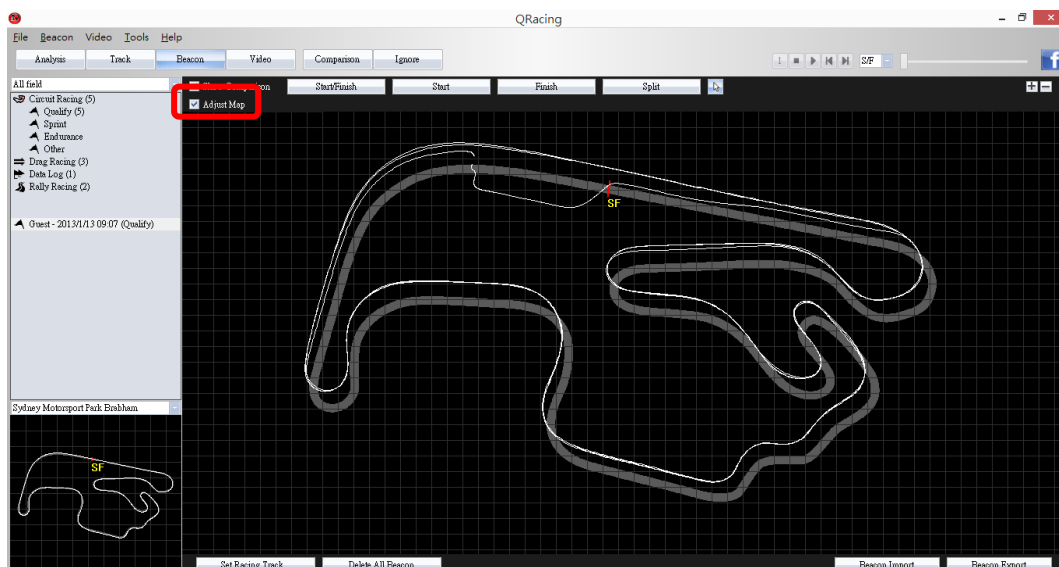 QRacing
File Beacon Video Tools Help
Analysis Track Beacon Video Comparison Ignore S/F
All field
Start/Finish Start Finish Split
Adjust Map
Circuit Racing (5)
Qualify (5)
Sprint
Endurance
Other
Drag Racing (3)
Data Log (1)
Rally Racing (2)
Guest - 2013/1/13 09:07 (Qualify)
SF
Sydney Motorsport Park Brabham
SF
Set Racing Track Delete All Beacon Beacon Import Beacon Export